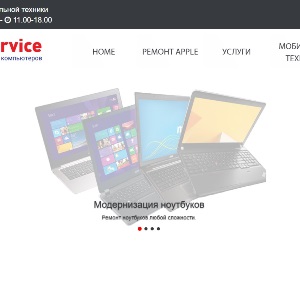 льной техники
– 11.00-18.00
rvice
компьютеров
HOME
РЕМОНТ APPLE
УСЛУГИ
МОБИ
ТЕХ
Модернизация ноутбуков
Ремонт ноутбуков любой сложности